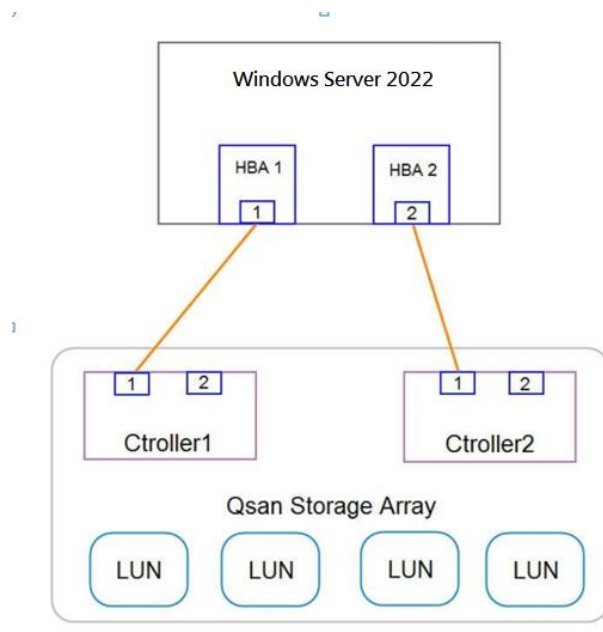 Windows Server 2022
HBA 1
HBA 2
1
2
1
2
1
2
Ctroller1
Ctroller2
Qsan Storage Array
LUN
LUN
LUN
LUN